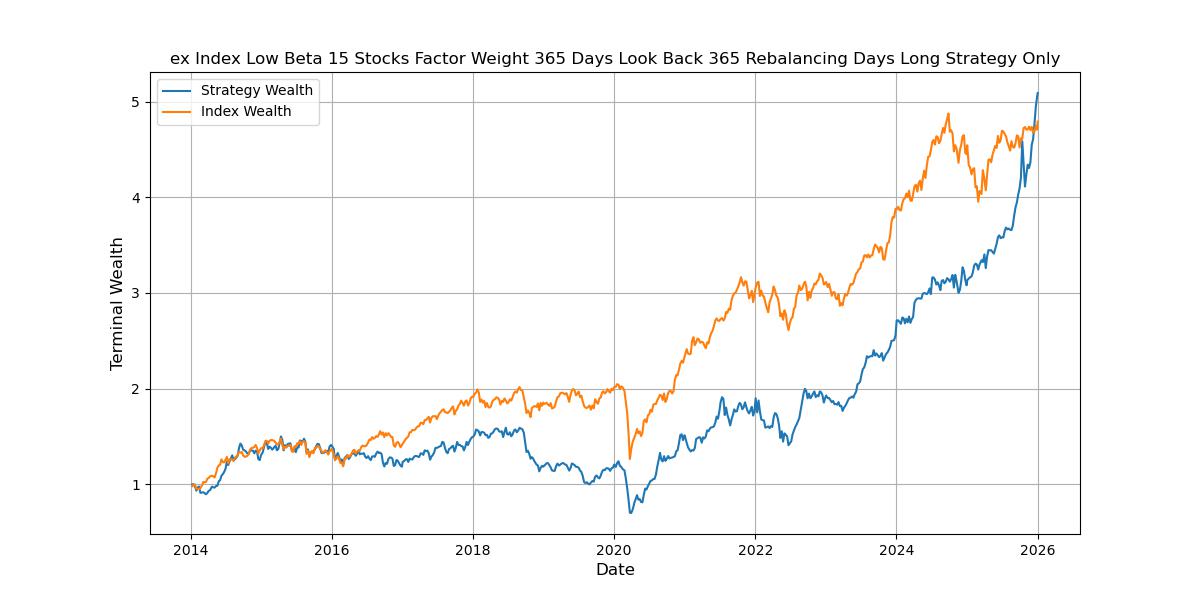 ex Index Low Beta 15 Stocks Factor Weight 365 Days Look Back 365 Rebalancing Days Long Strategy Only
Strategy Wealth
Index Wealth
Terminal Wealth
5
4
3
2
1
2014 2016 2018 2020 2022 2024 2026
Date